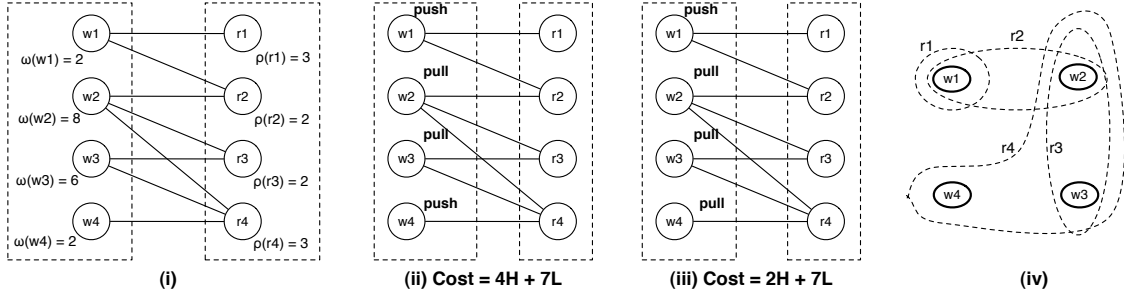 w1
r1
ω(w1) = 2
ρ(r1) = 3
w2
r2
ω(w2) = 8
ρ(r2) = 2
w3
r3
ω(w3) = 6
ρ(r3) = 2
w4
r4
ω(w4) = 2
ρ(r4) = 3
(i)
push
w1
r1
pull
w2
r2
pull
w3
r3
push
w4
r4
(ii) Cost = 4H + 7L
push
w1
r1
pull
w2
r2
pull
w3
r3
pull
w4
r4
(iii) Cost = 2H + 7L
r1
r2
w1
w2
r4
r3
w4
w3
(iv)